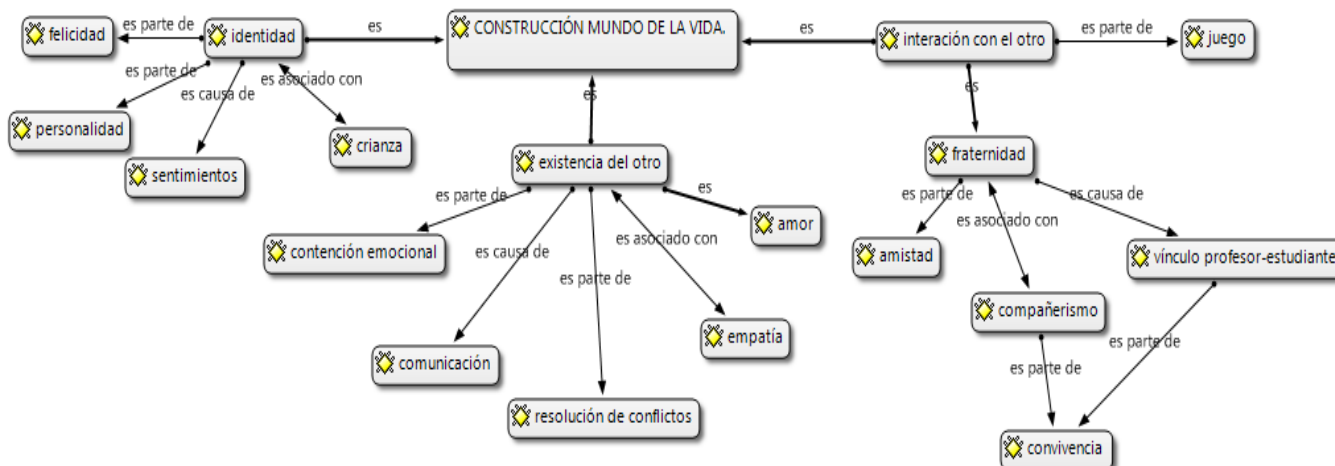 CONSTRUCCIÓN MUNDO DE LA VIDA.
felicidad
es parte de
identidad
es
es
interación con el otro
es parte de
juego
es parte de
es causa de
es asociado con
personalidad
sentimientos
crianza
es
existencia del otro
es
fraternidad
es parte de
es causa de
es parte de
es asociado con
es
amor
contención emocional
es parte de
es asociado con
es causa de
amistad
vínculo profesor-estudiante
comunicación
resolución de conflictos
empatía
compañerismo
es parte de
es parte de
convivencia